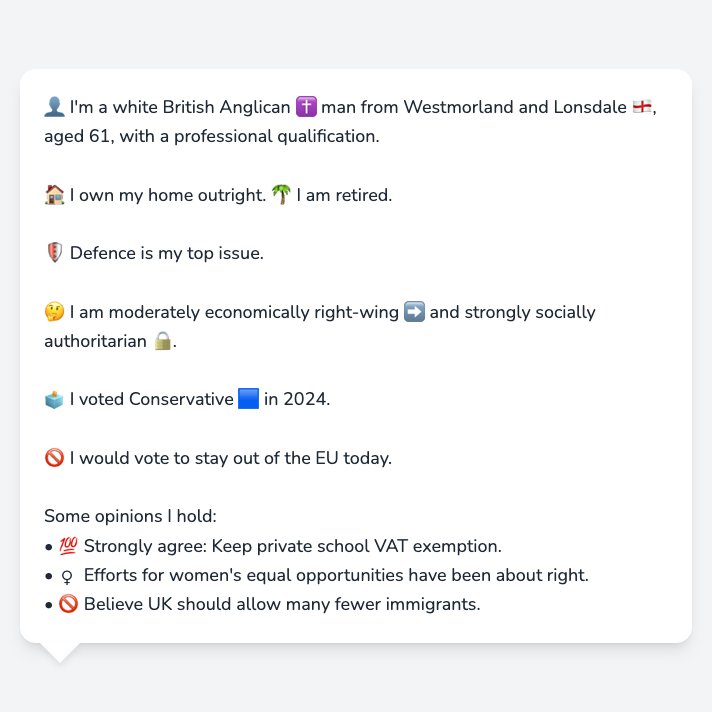 👤 I'm a white British Anglican ✝️ man from Westmorland and Lonsdale 🏴󠁧󠁢󠁥󠁮󠁧󠁿,
aged 61, with a professional qualification.
🏠 I own my home outright. 🌴 I am retired.
🛡️ Defence is my top issue.
🤔 I am moderately economically right-wing ➡️ and strongly socially
authoritarian 🔒.
🗳️ I voted Conservative 🟦 in 2024.
🚫 I would vote to stay out of the EU today.
Some opinions I hold:
• 💯 Strongly agree: Keep private school VAT exemption.
• ♀ Efforts for women's equal opportunities have been about right.
• 🚫 Believe UK should allow many fewer immigrants.